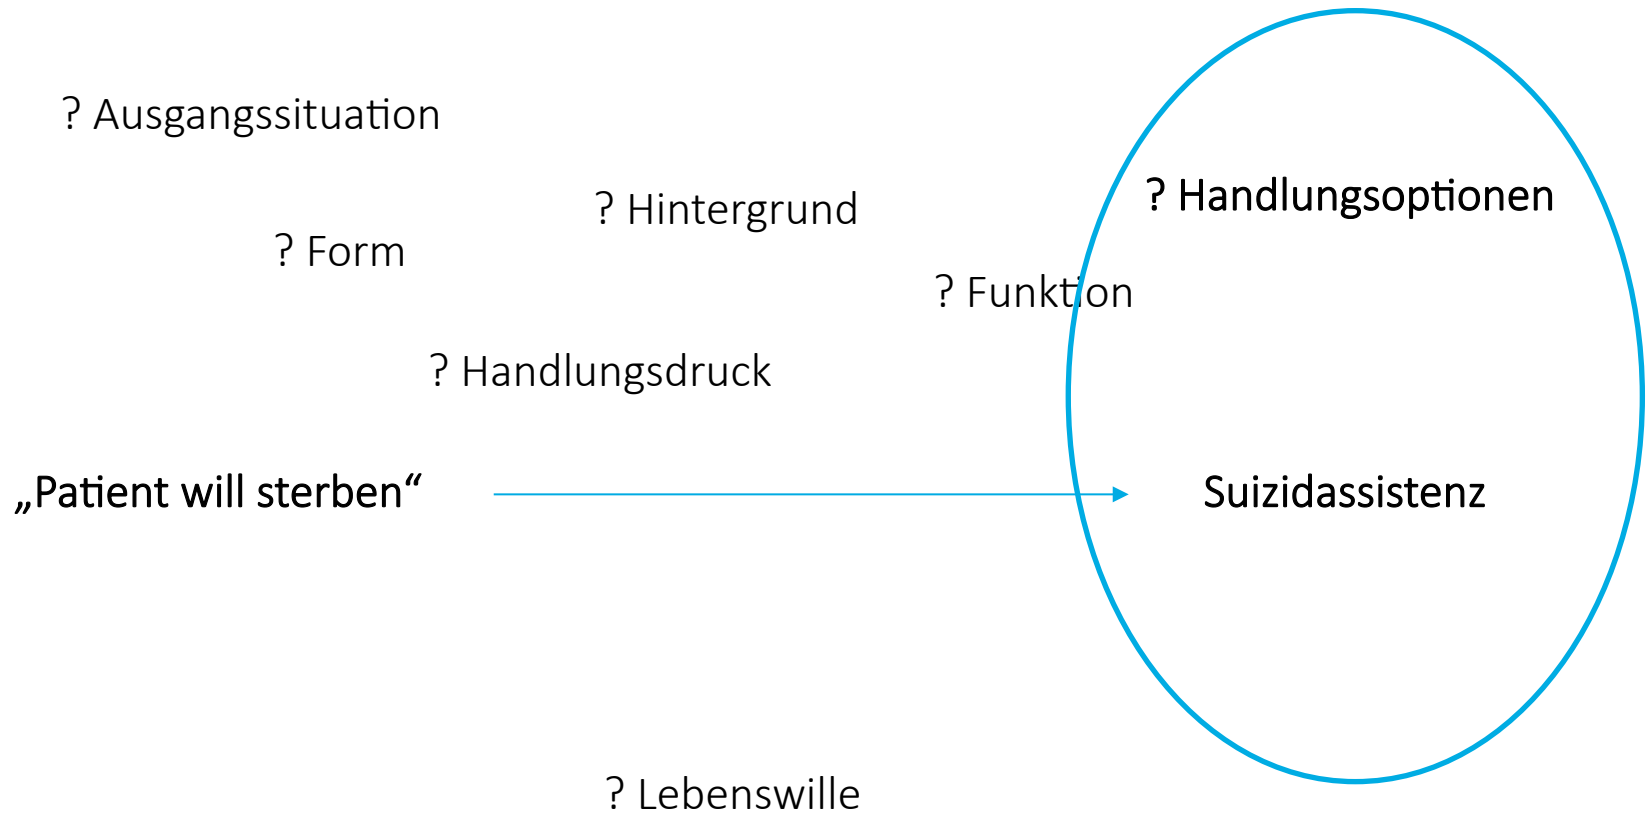 ? Ausgangssituation
? Handlungsoptionen
? Hintergrund
? Form
? Funktion
? Handlungsdruck
„Patient will sterben“
Suizidassistenz
? Lebenswille